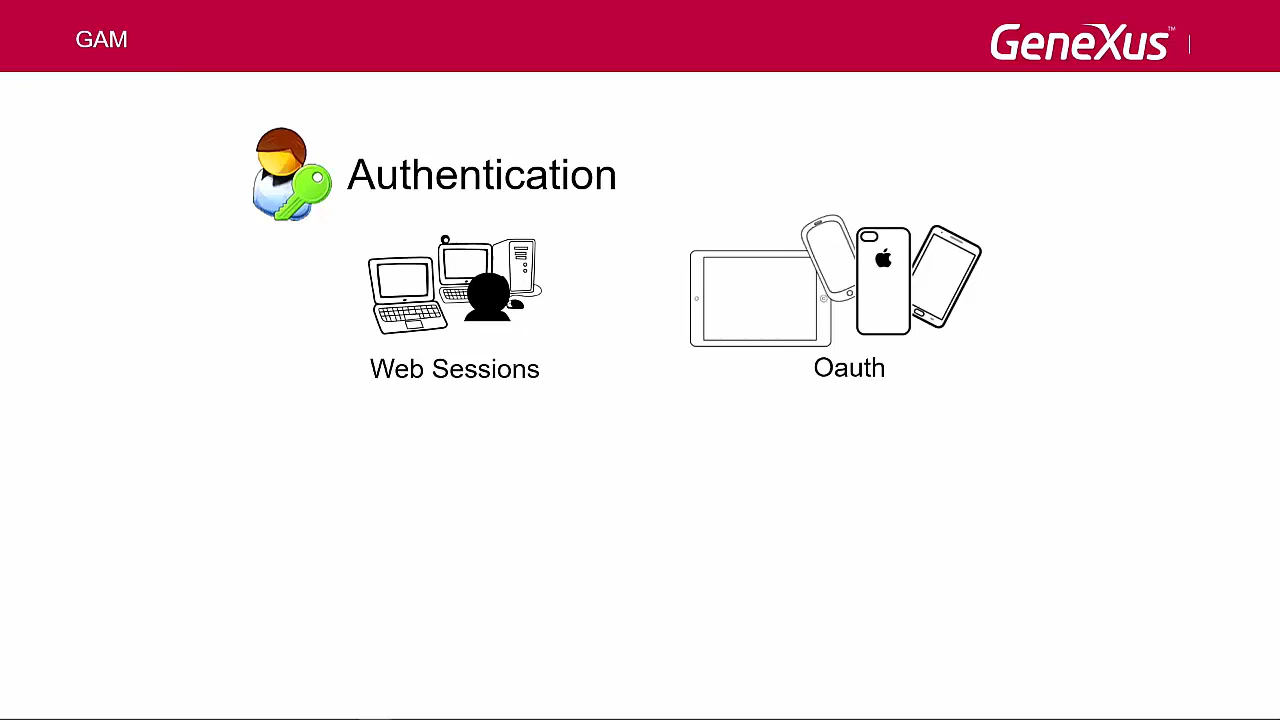 GAM
GeneXus™
Authentication
Web Sessions
Oauth